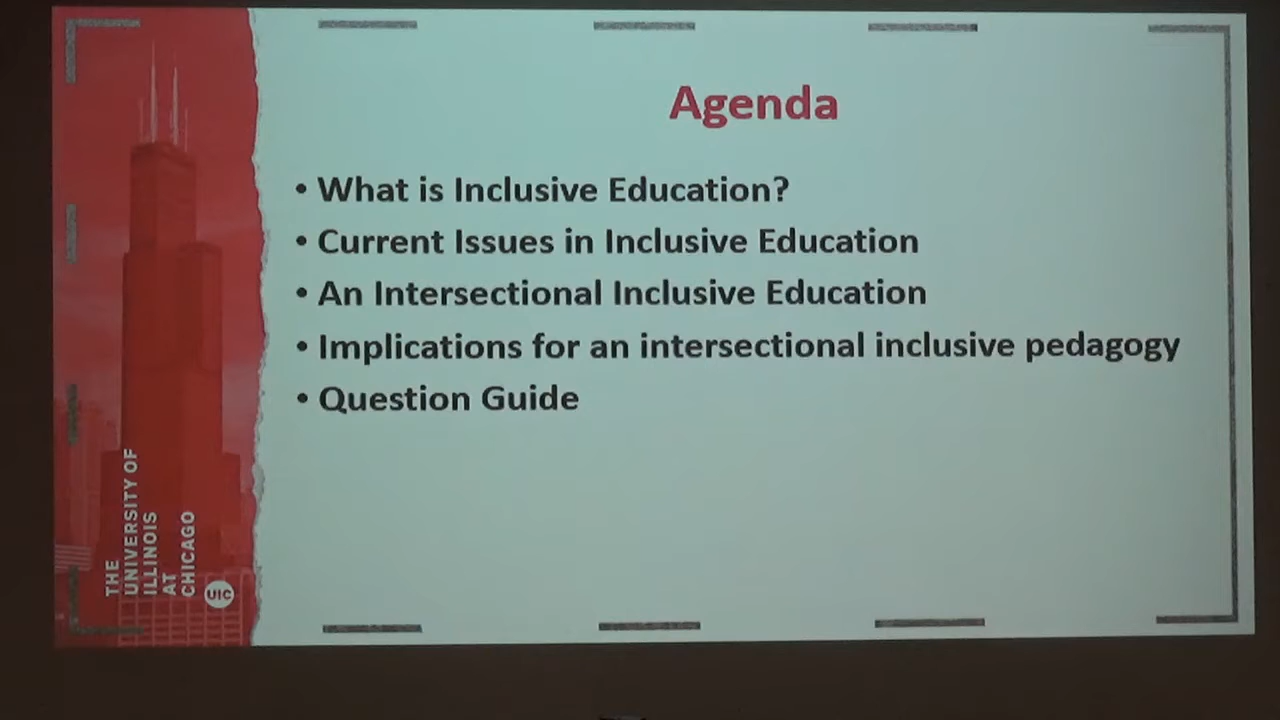 Agenda
• What is Inclusive Education?
• Current Issues in Inclusive Education
• An Intersectional Inclusive Education
• Implications for an intersectional inclusive pedagogy
• Question Guide
THE
UNIVERSITY OF
ILLINOIS
AT
CHICAGO
UIC